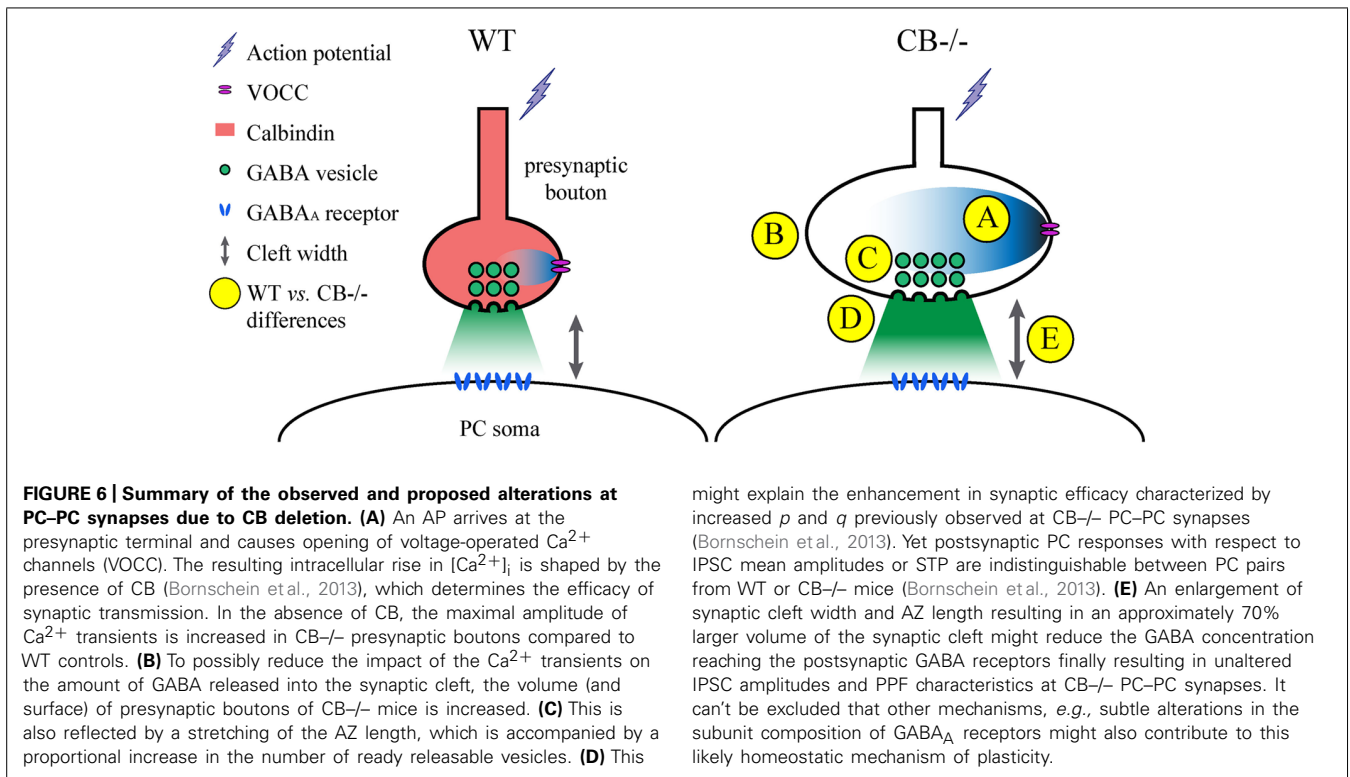 WT
CB-/-
Action potential
VOCC
Calbindin
GABA vesicle
GABAA receptor
Cleft width
WT vs. CB-/-
differences
presynaptic
bouton
PC soma
A
B
C
D
E
FIGURE 6 | Summary of the observed and proposed alterations at
PC–PC synapses due to CB deletion. (A) An AP arrives at the
presynaptic terminal and causes opening of voltage-operated Ca2+
channels (VOCC). The resulting intracellular rise in [Ca2+]i is shaped by the
presence of CB (Bornschein et al., 2013), which determines the efficacy of
synaptic transmission. In the absence of CB, the maximal amplitude of
Ca2+ transients is increased in CB–/– presynaptic boutons compared to
WT controls. (B) To possibly reduce the impact of the Ca2+ transients on
the amount of GABA released into the synaptic cleft, the volume (and
surface) of presynaptic boutons of CB–/– mice is increased. (C) This is
also reflected by a stretching of the AZ length, which is accompanied by a
proportional increase in the number of ready releasable vesicles. (D) This
might explain the enhancement in synaptic efficacy characterized by
increased p and q previously observed at CB–/– PC–PC synapses
(Bornschein et al., 2013). Yet postsynaptic PC responses with respect to
IPSC mean amplitudes or STP are indistinguishable between PC pairs
from WT or CB–/– mice (Bornschein et al., 2013). (E) An enlargement of
synaptic cleft width and AZ length resulting in an approximately 70%
larger volume of the synaptic cleft might reduce the GABA concentration
reaching the postsynaptic GABA receptors finally resulting in unaltered
IPSC amplitudes and PPF characteristics at CB–/– PC–PC synapses. It
can't be excluded that other mechanisms, e.g., subtle alterations in the
subunit composition of GABAA receptors might also contribute to this
likely homeostatic mechanism of plasticity.